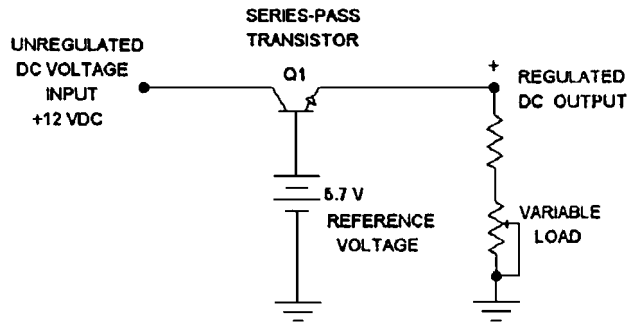 SERIES-PASS
TRANSISTOR
UNREGULATED
DC VOLTAGE
INPUT
+12 VDC
Q1
+
REGULATED
DC OUTPUT
5.7 V
REFERENCE
VOLTAGE
VARIABLE
LOAD